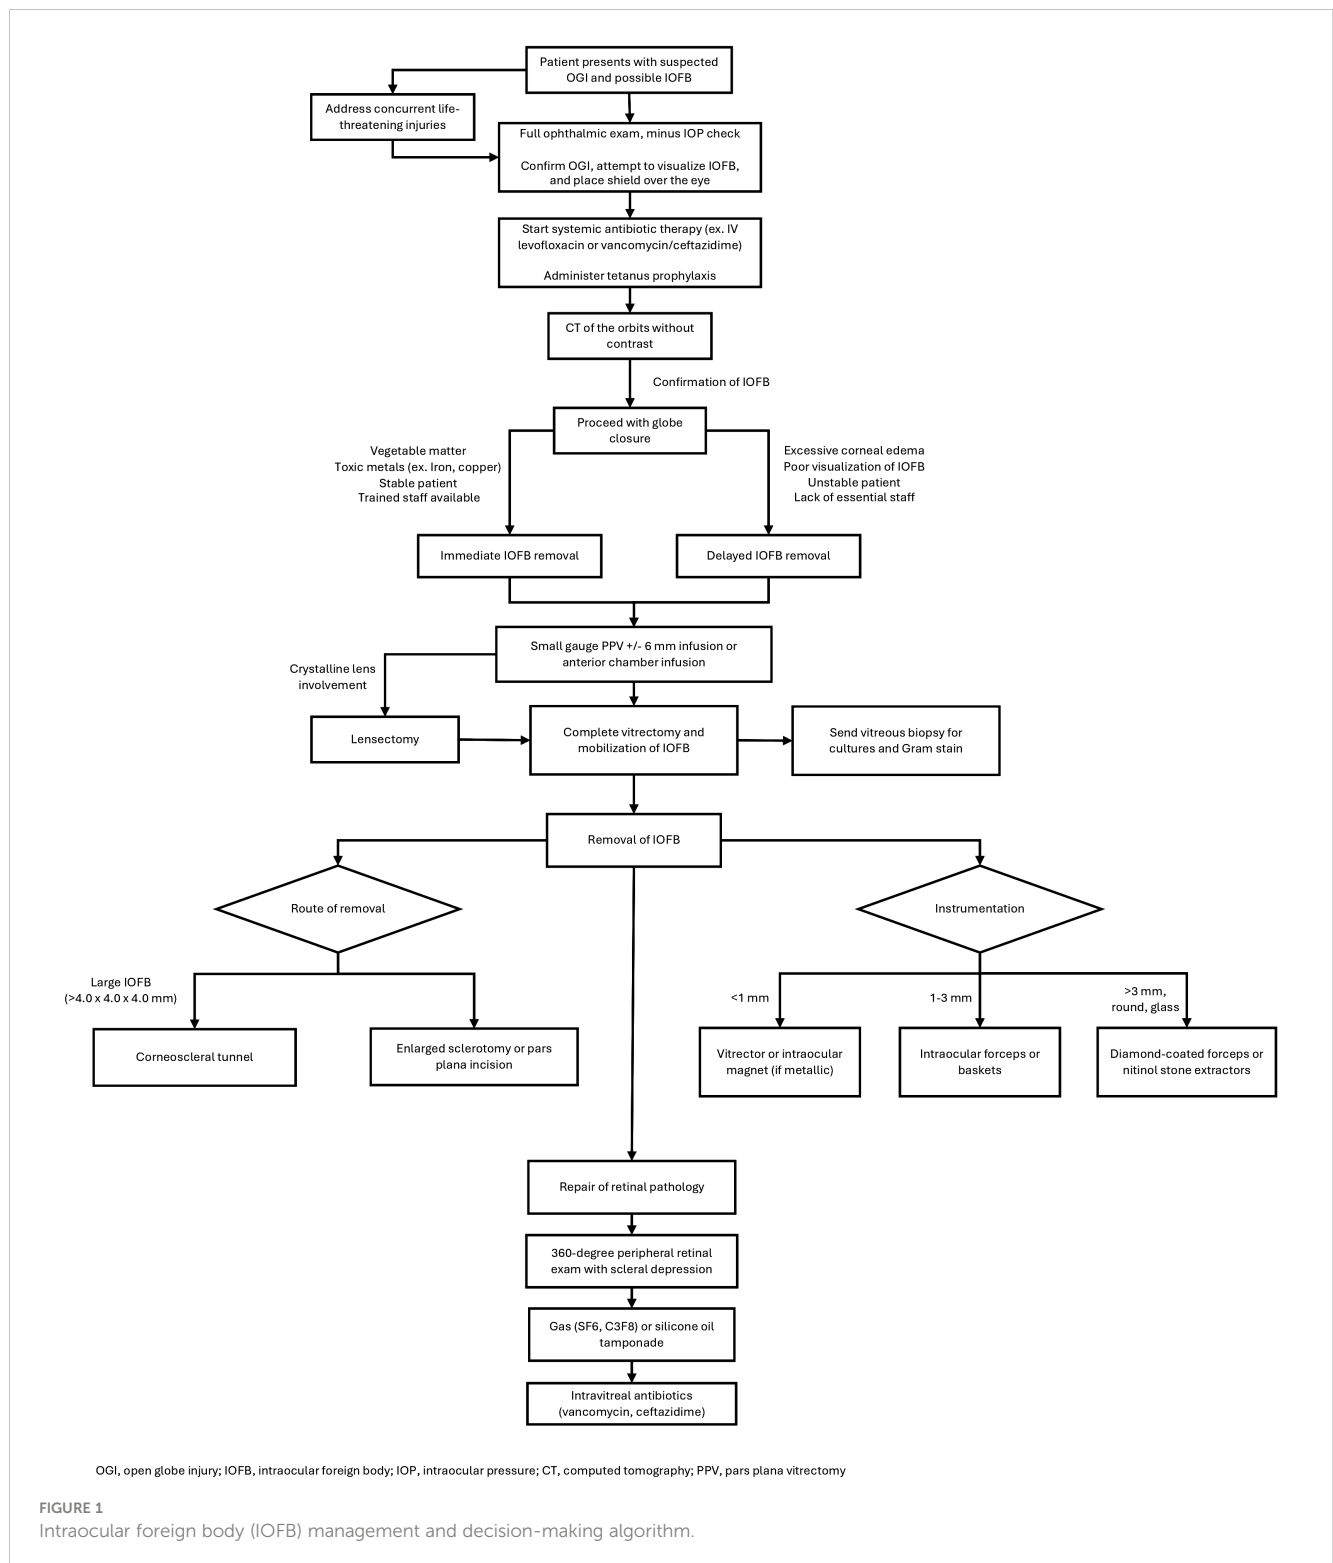 Patient presents with suspected
OGI and possible IOFB
Address concurrent life-
threatening injuries
Full ophthalmic exam, minus IOP check
Confirm OGI, attempt to visualize IOFB,
and place shield over the eye
Start systemic antibiotic therapy (ex. IV
levofloxacin or vancomycin/ceftazidime)
Administer tetanus prophylaxis
CT of the orbits without
contrast
Confirmation of IOFB
Proceed with globe
closure
Vegetable matter
Toxic metals (ex. Iron, copper)
Stable patient
Trained staff available
Excessive corneal edema
Poor visualization of IOFB
Unstable patient
Lack of essential staff
Immediate IOFB removal
Delayed IOFB removal
Small gauge PPV +/- 6 mm infusion or
anterior chamber infusion
Crystalline lens
involvement
Lensectomy
Complete vitrectomy and
mobilization of IOFB
Send vitreous biopsy for
cultures and Gram stain
Removal of IOFB
Route of removal
Instrumentation
Large IOFB
(>4.0 x 4.0 x 4.0 mm)
<1 mm
1-3 mm
>3 mm,
round, glass
Corneoscleral tunnel
Enlarged sclerotomy or pars
plana incision
Vitrector or intraocular
magnet (if metallic)
Intraocular forceps or
baskets
Diamond-coated forceps or
nitinol stone extractors
Repair of retinal pathology
360-degree peripheral retinal
exam with scleral depression
Gas (SF6, C3F8) or silicone oil
tamponade
Intravitreal antibiotics
(vancomycin, ceftazidime)
OGI, open globe injury; IOFB, intraocular foreign body; IOP, intraocular pressure; CT, computed tomography; PPV, pars plana vitrectomy
FIGURE 1
Intraocular foreign body (IOFB) management and decision-making algorithm.